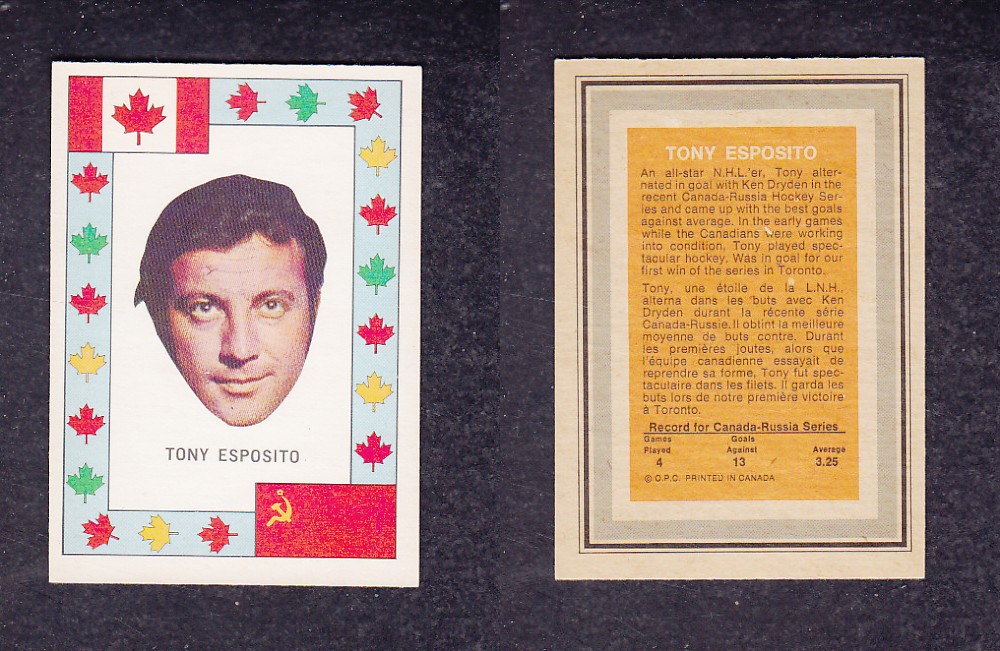 TONY ESPOSITO
TONY ESPOSITO
An all-star N.H.L.'er, Tony alter-
nated in goal with Ken Dryden in the
recent Canada-Russia Hockey Ser-
ies and came up with the best goals
against average. In the early games
while the Canadians were working
into condition, Tony played spec-
tacular hockey. Was in goal for our
first win of the series in Toronto.
Tony, une étoile de la L.N.H.,
alterna dans les buts avec Ken
Dryden durant la récente série
Canada-Russie. Il obtint la meilleure
moyenne de buts contre. Durant
les premières joutes, alors que
l'équipe canadienne essayait de
reprendre sa forme, Tony fut spec-
taculaire dans les filets. Il garda les
buts lors de notre première victoire
à Toronto.
Record for Canada-Russia Series
Games Goals
Played Against Average
4 13 3.25
© O.P.C. PRINTED IN CANADA